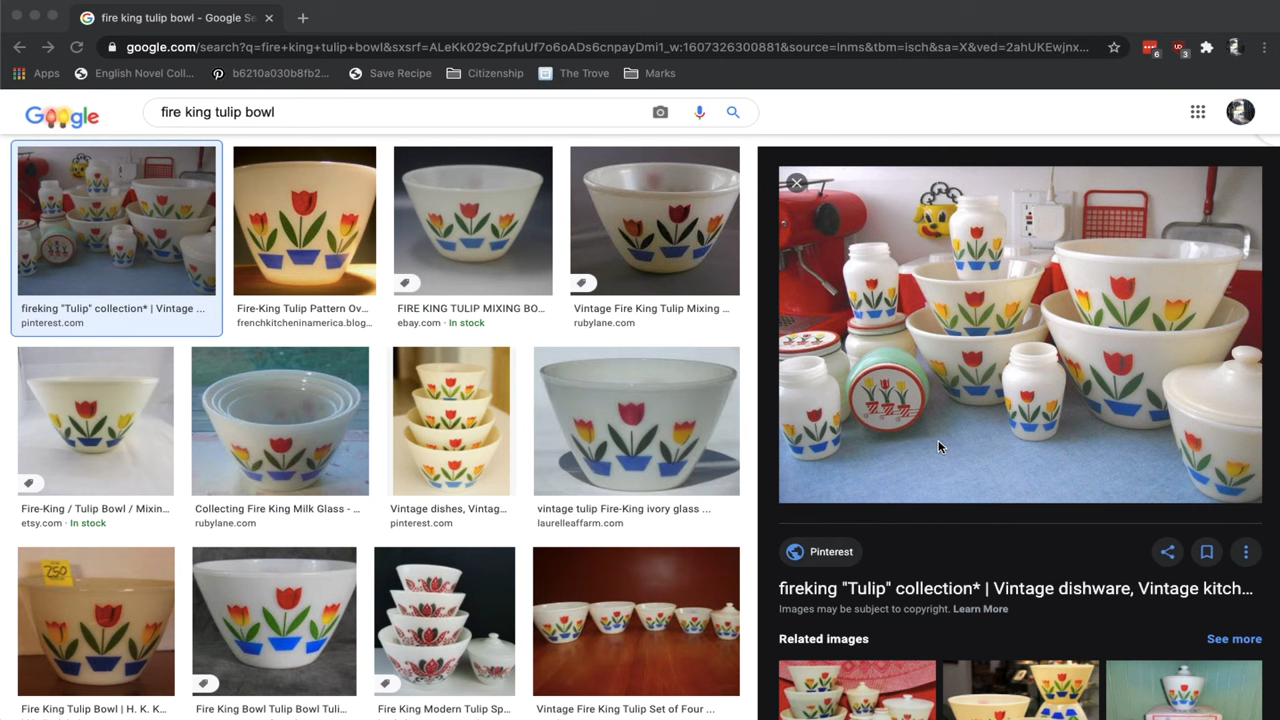 fire king tulip bowl - Google Se
google.com/search?q=fire+king+tulip+bowl&sxsrf=ALeKk029cZpfuUf7o6oADs6cnpayDmi1_w:1607326300881&source=lnms&tbm=isch&sa=X&ved=2ahUKEwjnx...
6
3
Apps
English Novel Coll...
b6210a030b8fb2...
Save Recipe
Citizenship
The Trove
Marks
Google
fire king tulip bowl
fireking "Tulip" collection* | Vintage ...
pinterest.com
Fire-King Tulip Pattern Ov...
frenchkitcheninamerica.blog...
FIRE KING TULIP MIXING BO...
ebay.com · In stock
Vintage Fire King Tulip Mixing ...
rubylane.com
Fire-King / Tulip Bowl / Mixin...
etsy.com · In stock
Collecting Fire King Milk Glass - ...
rubylane.com
Vintage dishes, Vintag...
pinterest.com
vintage tulip Fire-King ivory glass ...
laurelleaffarm.com
250
Fire King Tulip Bowl | H. K. K...
Fire King Bowl Tulip Bowl Tuli...
Fire King Modern Tulip Sp...
Vintage Fire King Tulip Set of Four ...
Pinterest
fireking "Tulip" collection* | Vintage dishware, Vintage kitch...
Images may be subject to copyright. Learn More
Related images
See more